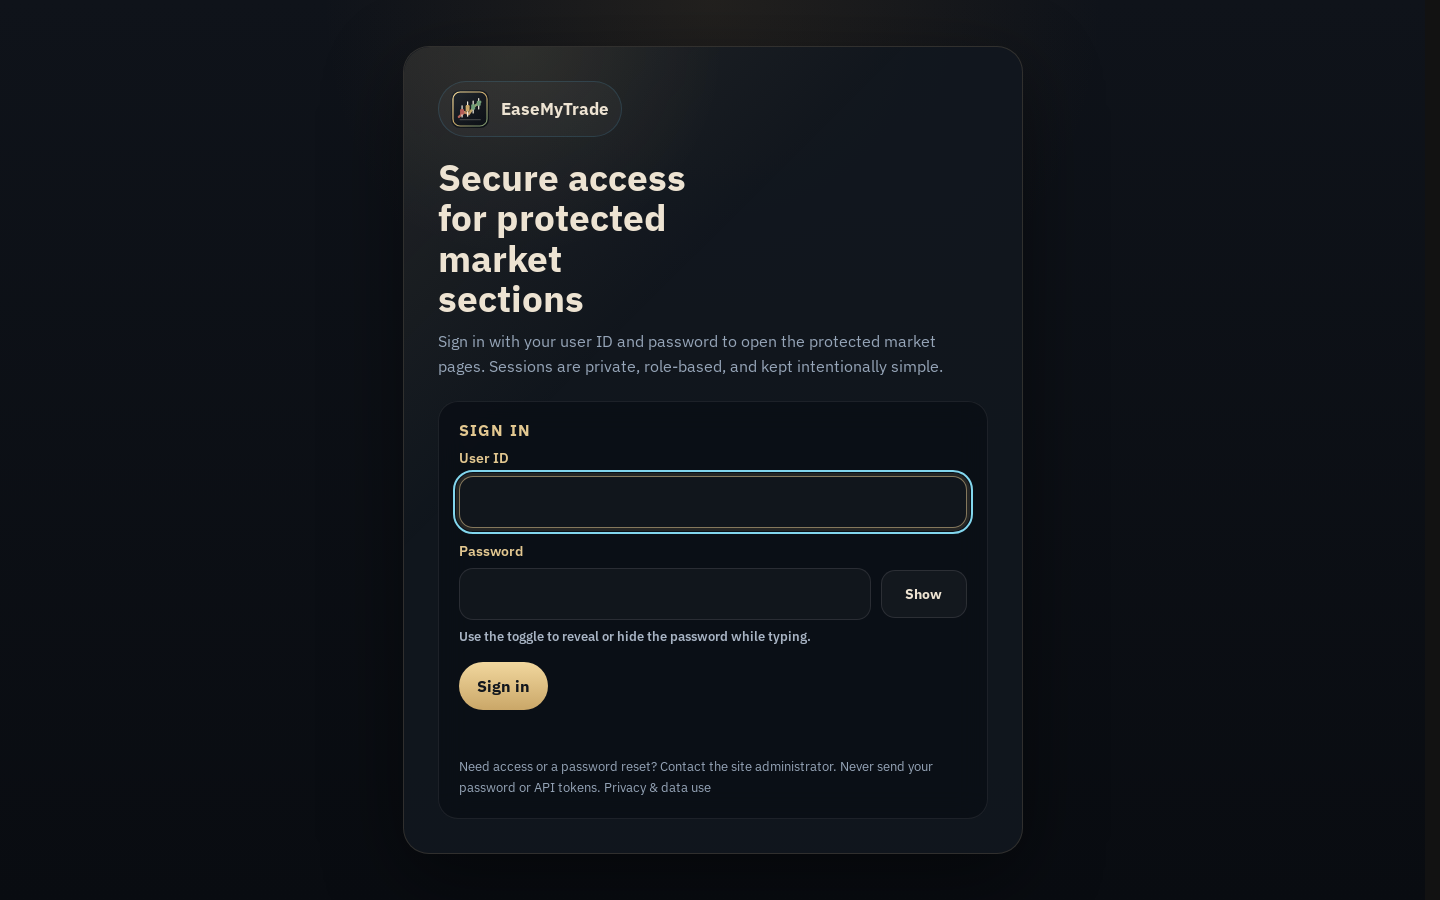 EaseMyTrade
Secure access
for protected
market
sections
Sign in with your user ID and password to open the protected market
pages. Sessions are private, role-based, and kept intentionally simple.
SIGN IN
User ID
Password
Show
Use the toggle to reveal or hide the password while typing.
Sign in
Need access or a password reset? Contact the site administrator. Never send your
password or API tokens. Privacy & data use